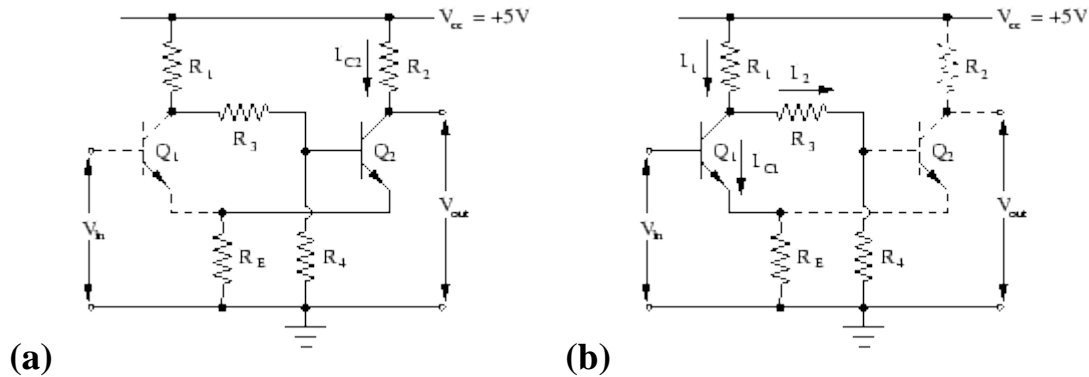 V_cc = +5V
I_C2
R_1
R_2
R_3
Q_1
Q_2
V_in
V_out
R_E
R_4
(a)
V_cc = +5V
I_1
R_1
I_2
R_2
R_3
Q_1
Q_2
I_C1
V_in
V_out
R_E
R_4
(b)